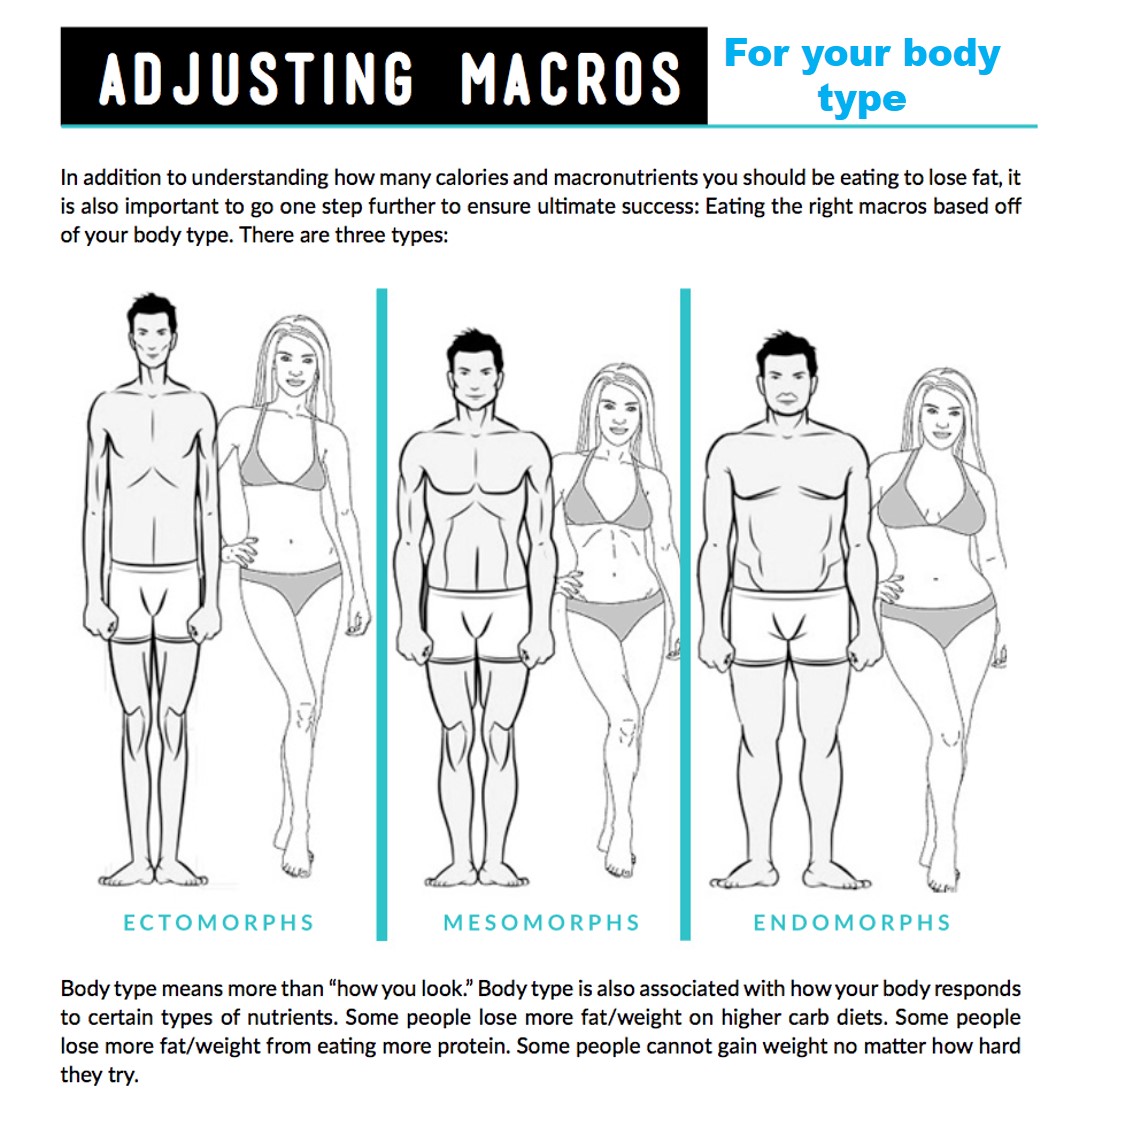 ADJUSTING MACROS
For your body
type
In addition to understanding how many calories and macronutrients you should be eating to lose fat, it
is also important to go one step further to ensure ultimate success: Eating the right macros based off
of your body type. There are three types:
ECTOMORPHS
MESOMORPHS
ENDOMORPHS
Body type means more than “how you look.” Body type is also associated with how your body responds
to certain types of nutrients. Some people lose more fat/weight on higher carb diets. Some people
lose more fat/weight from eating more protein. Some people cannot gain weight no matter how hard
they try.